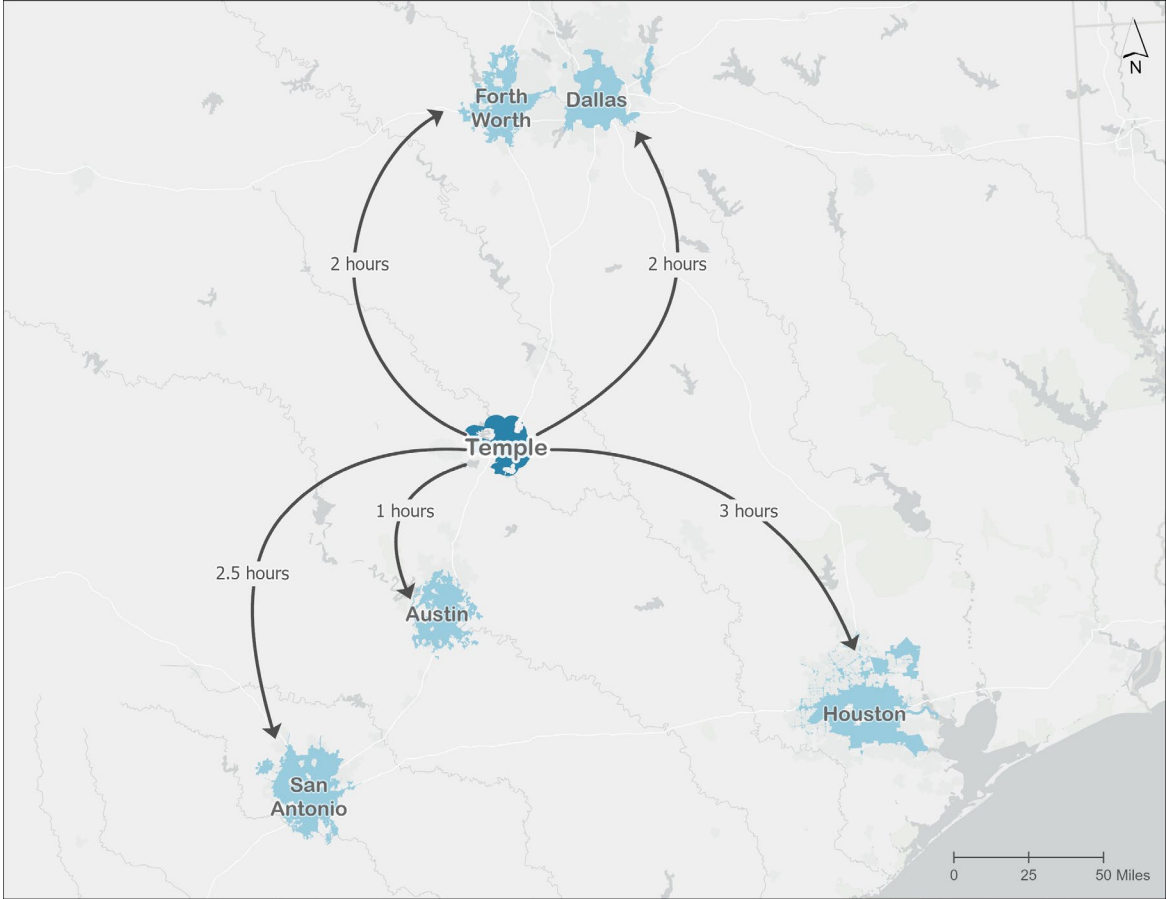 N
Forth
Worth
Dallas
2 hours
2 hours
Temple
1 hours
3 hours
2.5 hours
Austin
Houston
San
Antonio
0 25 50 Miles